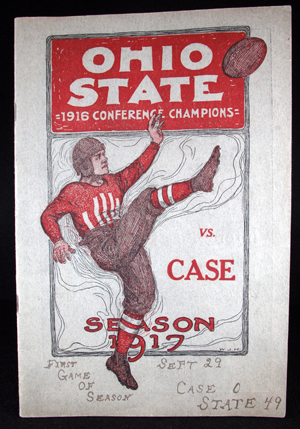 OHIO
STATE
=1916 CONFERENCE CHAMPIONS=
VS.
CASE
SEASON
1917
FIRST
GAME
OF
SEASON
SEPT 29
CASE 0
STATE 49